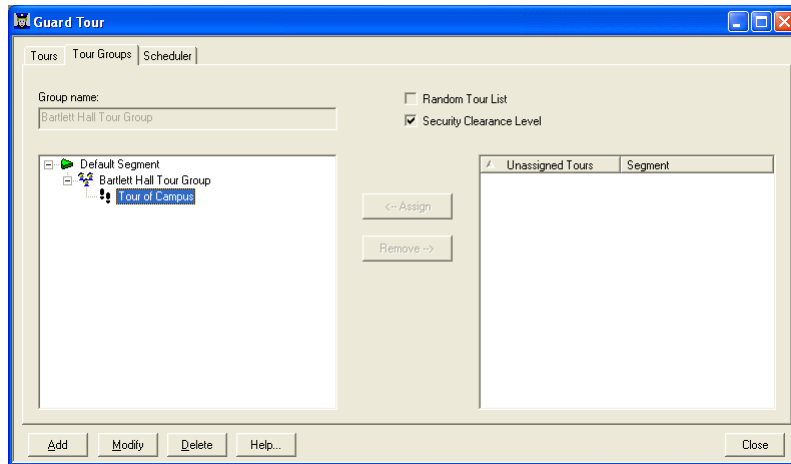 Guard Tour
Tours Tour Groups Scheduler
Group name:
Bartlett Hall Tour Group
Random Tour List
Security Clearance Level
Default Segment
Bartlett Hall Tour Group
Tour of Campus
<-- Assign
Remove -->
Unassigned Tours Segment
Add Modify Delete Help... Close